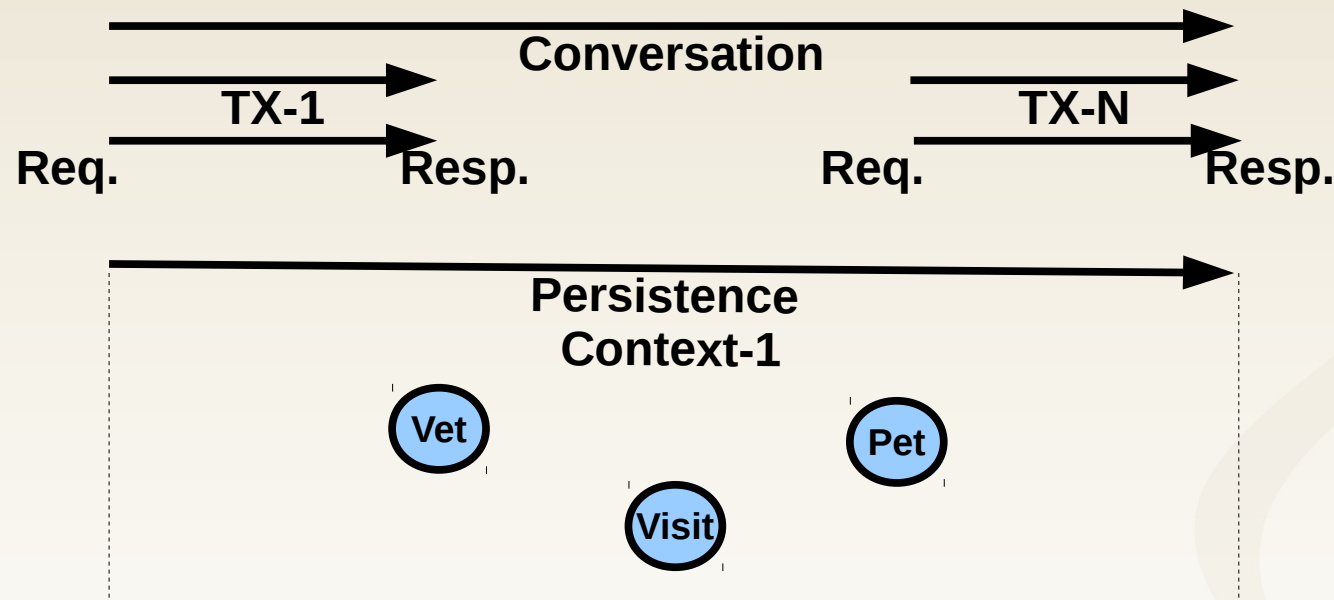 Conversation
TX-1
TX-N
Req.
Resp.
Req.
Resp.
Persistence
Context-1
Vet
Pet
Visit